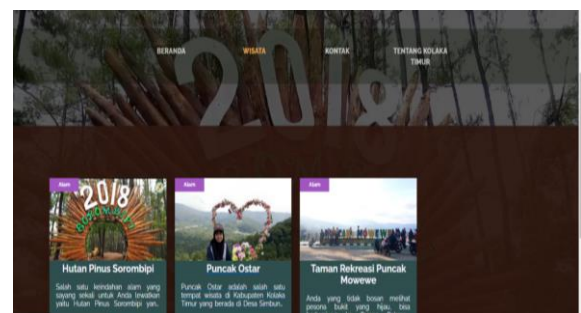 BERANDA
WISATA
KONTAK
TENTANG KOLAKA
TIMUR
2018
Alam
Alam
Alam
2018
Hutan Pinus Sorombipi
Puncak Ostar
Taman Rekreasi Puncak
Mowewe
Salah satu keindahan alam yang
sayang sekali untuk Anda lewatkan
yaitu Hutan Pinus Sorombipi yan...
Puncak Ostar adalah salah satu
tempat wisata di Kabupaten Kolaka
Timur yang berada di Desa Simbun...
Anda yang tidak bosan melihat
pesona bukit yang hijau, bisa